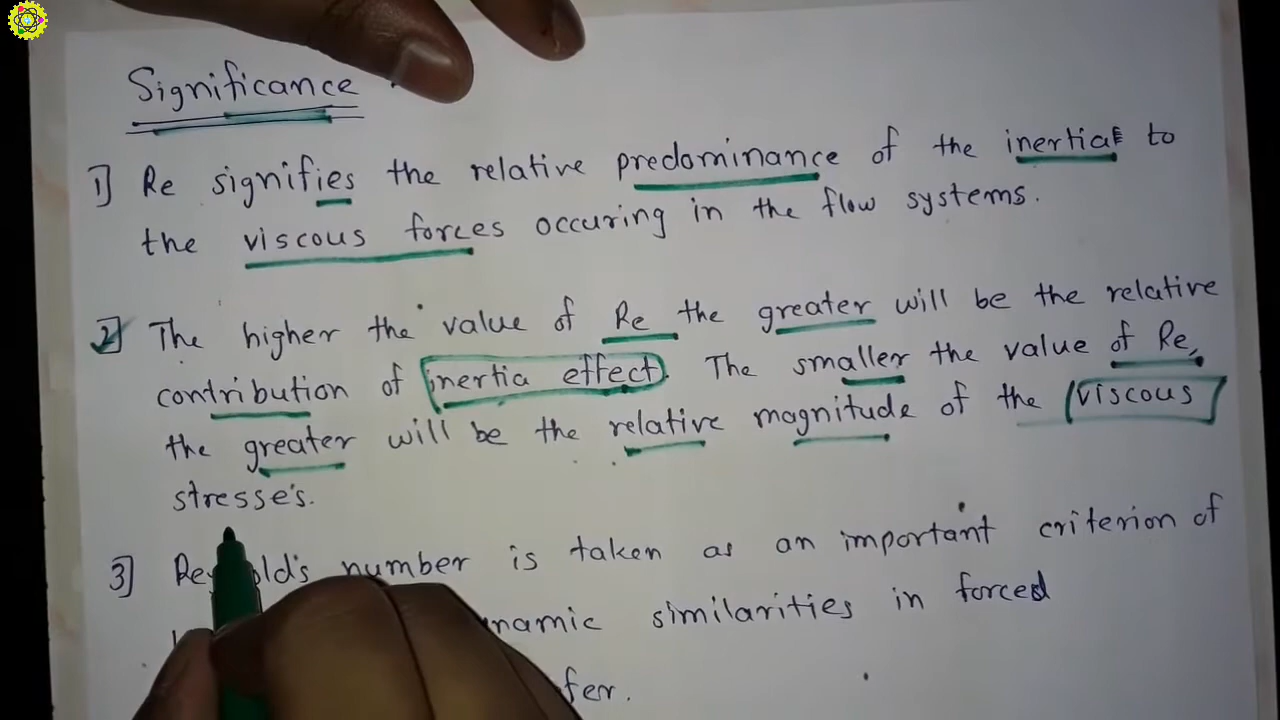 Significance
1] Re signifies the relative predominance of the inertial to
the viscous forces occuring in the flow systems.
2] The higher the value of Re the greater will be the relative
contribution of inertia effect. The smaller the value of Re,
the greater will be the relative magnitude of the viscous
stresses.
3] number is taken as an important criterion of
similarities in forced